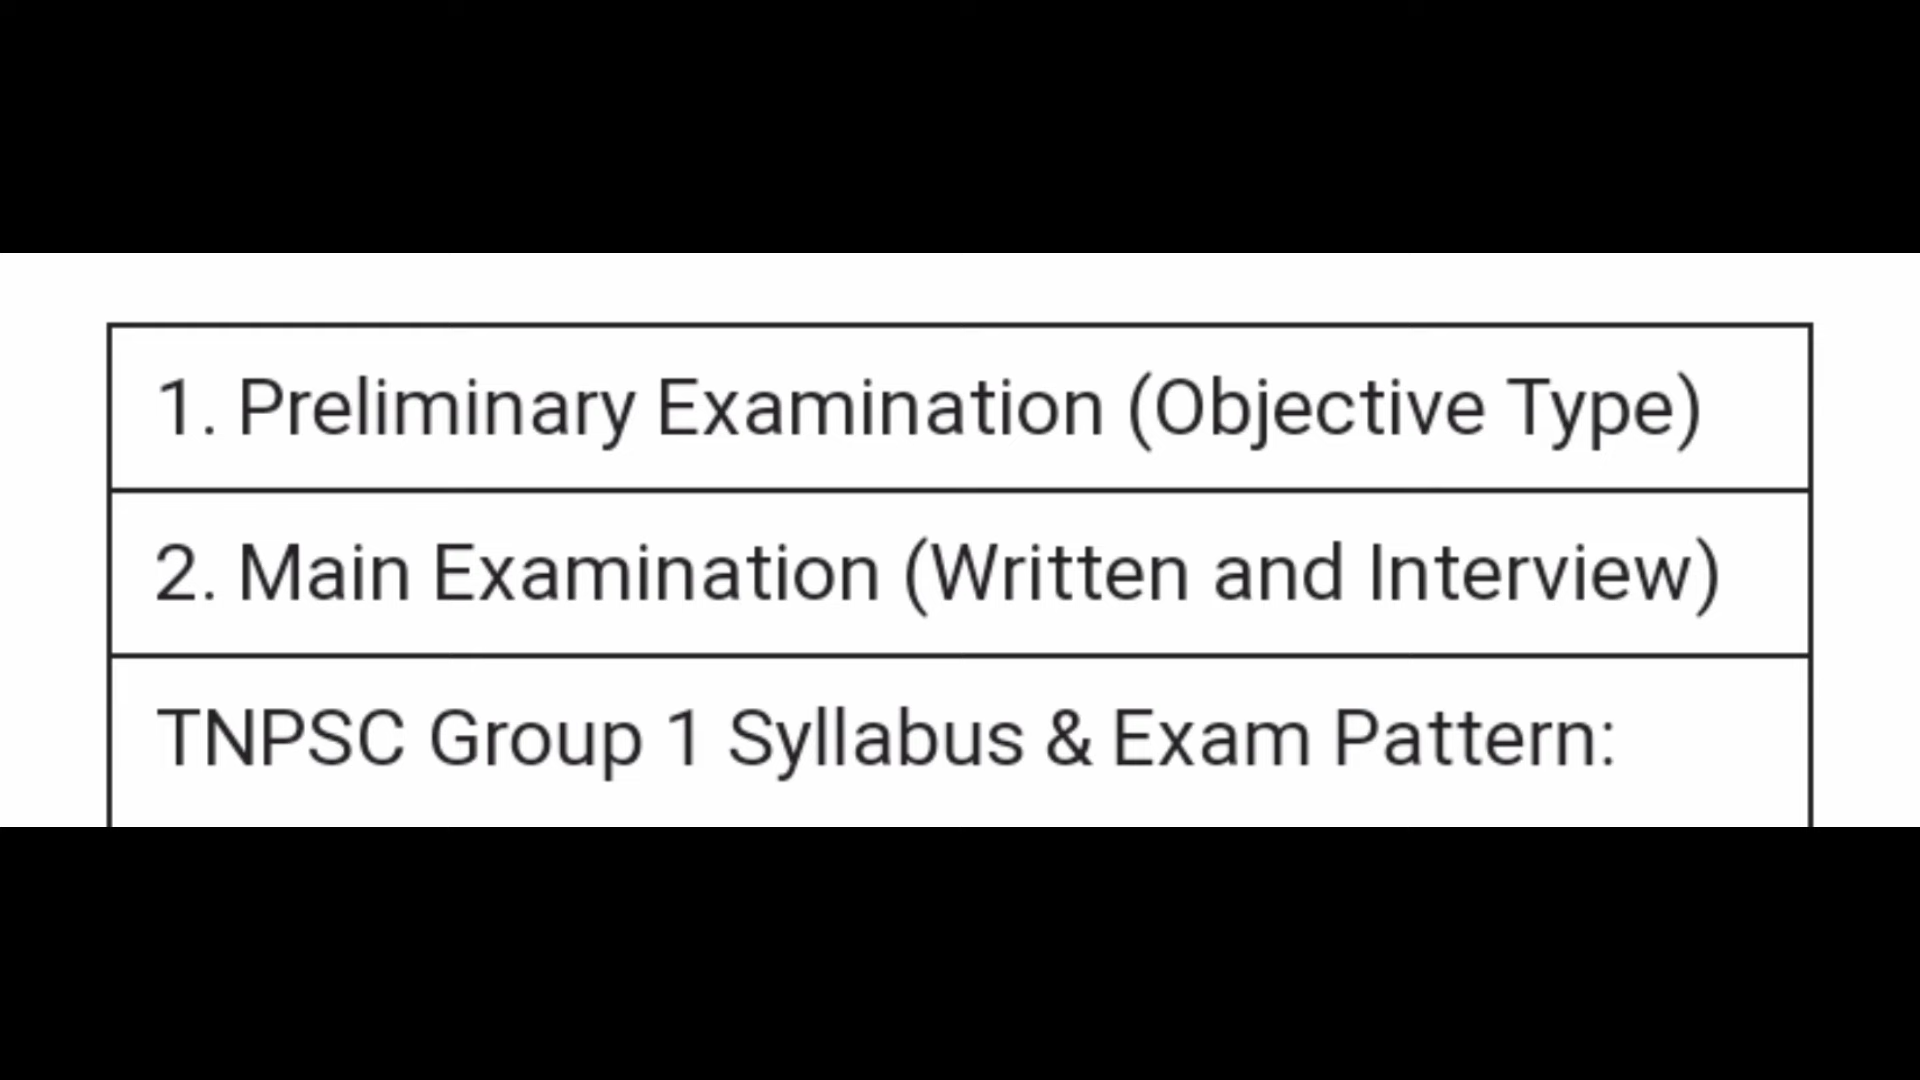 1. Preliminary Examination (Objective Type)
2. Main Examination (Written and Interview)
TNPSC Group 1 Syllabus & Exam Pattern: